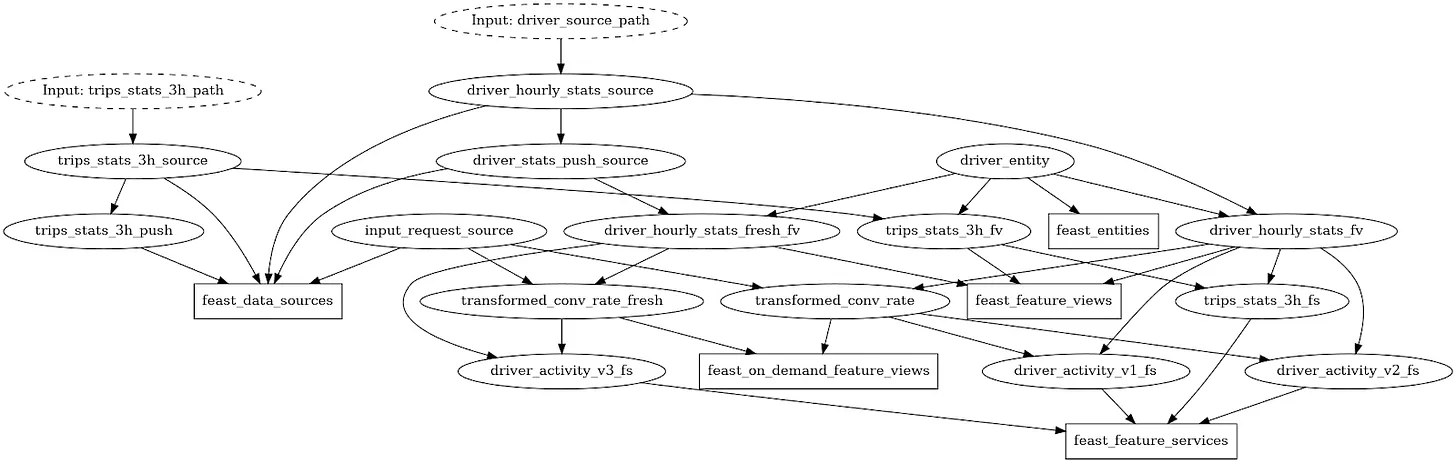 Input: driver_source_path
Input: trips_stats_3h_path
driver_hourly_stats_source
trips_stats_3h_source
driver_stats_push_source
driver_entity
trips_stats_3h_push
input_request_source
driver_hourly_stats_fresh_fv
trips_stats_3h_fv
feast_entities
driver_hourly_stats_fv
feast_data_sources
transformed_conv_rate_fresh
transformed_conv_rate
feast_feature_views
trips_stats_3h_fs
driver_activity_v3_fs
feast_on_demand_feature_views
driver_activity_v1_fs
driver_activity_v2_fs
feast_feature_services